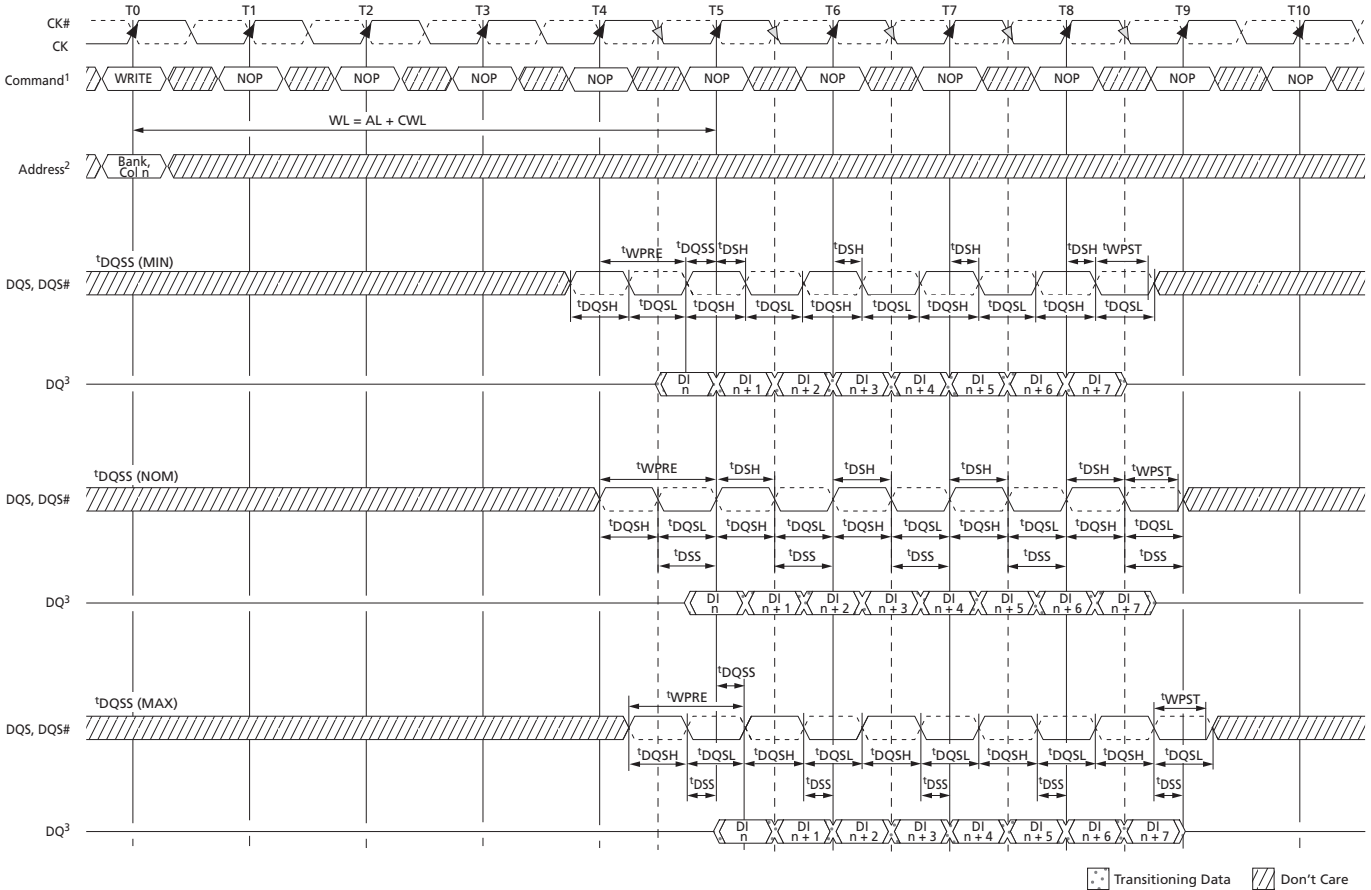 T0 T1 T2 T3 T4 T5 T6 T7 T8 T9 T10
CK#
CK
Command¹ WRITE NOP NOP NOP NOP NOP NOP NOP NOP NOP NOP
WL = AL + CWL
Address² Bank, Col n
ᵗDQSS (MIN) ᵗWPRE ᵗDQSS ᵗDSH ᵗDSH ᵗDSH ᵗDSH ᵗWPST
DQS, DQS#
ᵗDQSH ᵗDQSL ᵗDQSH ᵗDQSL ᵗDQSH ᵗDQSL ᵗDQSH ᵗDQSL ᵗDQSH ᵗDQSL
DQ³ DI n DI n + 1 DI n + 2 DI n + 3 DI n + 4 DI n + 5 DI n + 6 DI n + 7
ᵗDQSS (NOM) ᵗWPRE ᵗDSH ᵗDSH ᵗDSH ᵗDSH ᵗWPST
DQS, DQS#
ᵗDQSH ᵗDQSL ᵗDQSH ᵗDQSL ᵗDQSH ᵗDQSL ᵗDQSH ᵗDQSL ᵗDQSH ᵗDQSL
ᵗDSS ᵗDSS ᵗDSS ᵗDSS ᵗDSS
DQ³ DI n DI n + 1 DI n + 2 DI n + 3 DI n + 4 DI n + 5 DI n + 6 DI n + 7
ᵗDQSS
ᵗDQSS (MAX) ᵗWPRE ᵗWPST
DQS, DQS#
ᵗDQSH ᵗDQSL ᵗDQSH ᵗDQSL ᵗDQSH ᵗDQSL ᵗDQSH ᵗDQSL ᵗDQSH ᵗDQSL
ᵗDSS ᵗDSS ᵗDSS ᵗDSS ᵗDSS
DQ³ DI n DI n + 1 DI n + 2 DI n + 3 DI n + 4 DI n + 5 DI n + 6 DI n + 7
Transitioning Data Don't Care